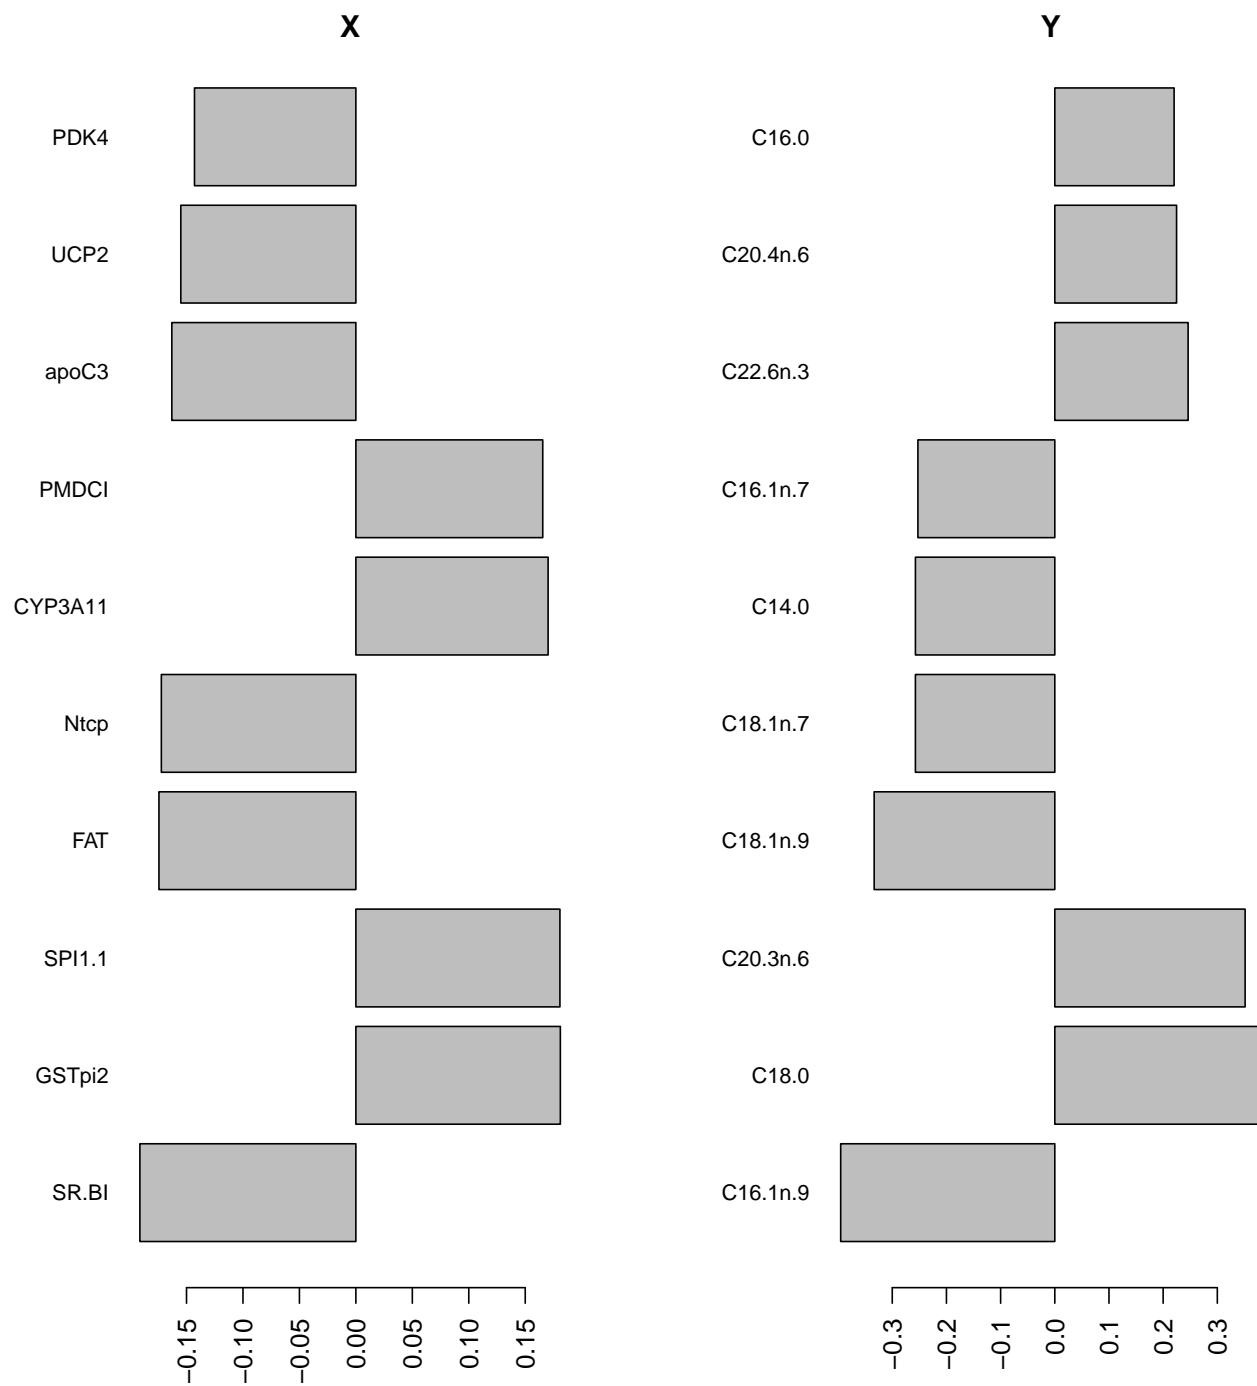 X
PDK4
UCP2
apoC3
PMDCI
CYP3A11
Ntcp
FAT
SPI1.1
GSTpi2
SR.BI
−0.15
−0.10
−0.05
0.00
0.05
0.10
0.15
Y
C16.0
C20.4n.6
C22.6n.3
C16.1n.7
C14.0
C18.1n.7
C18.1n.9
C20.3n.6
C18.0
C16.1n.9
−0.3
−0.2
−0.1
0.0
0.1
0.2
0.3